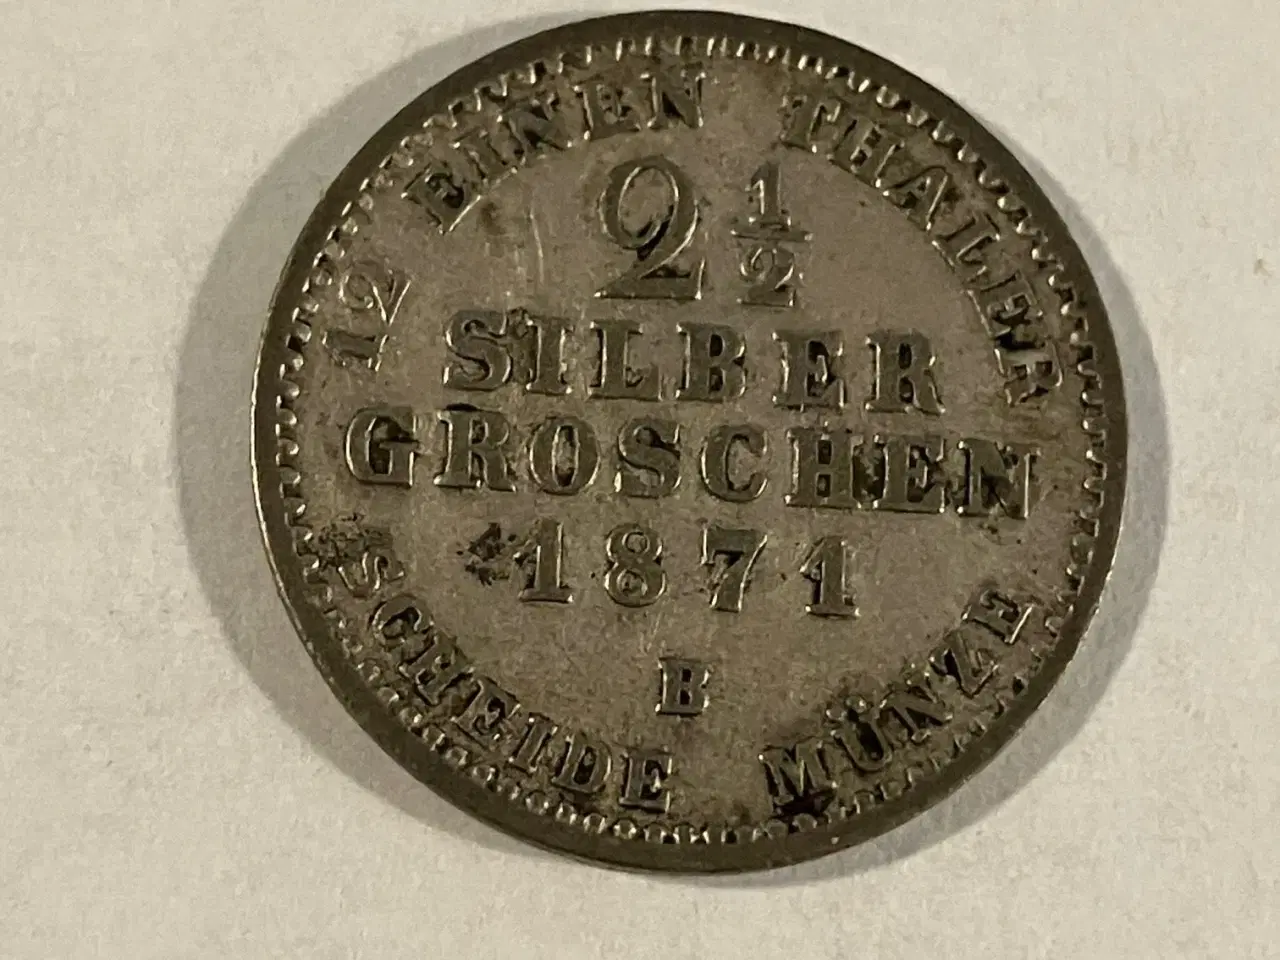 12 EINEN THALER
2 1/2
SILBER
GROSCHEN
1871
B
SCHEIDE MÜNZE